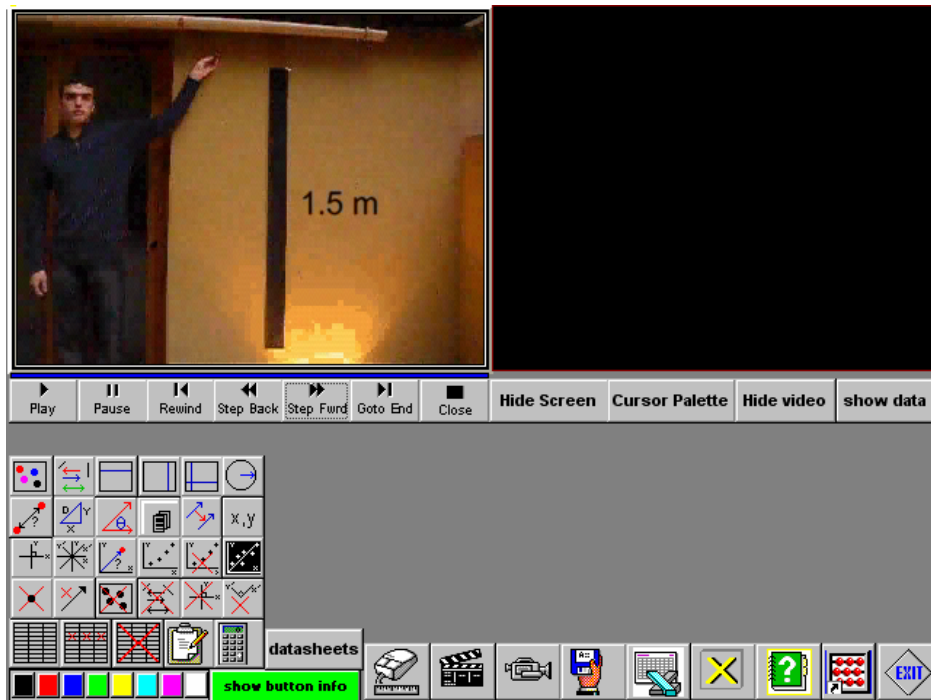 1.5 m
Play Pause Rewind Step Back Step Fwrd Goto End Close Hide Screen Cursor Palette Hide video show data
x,y
datasheets
show button info
EXIT